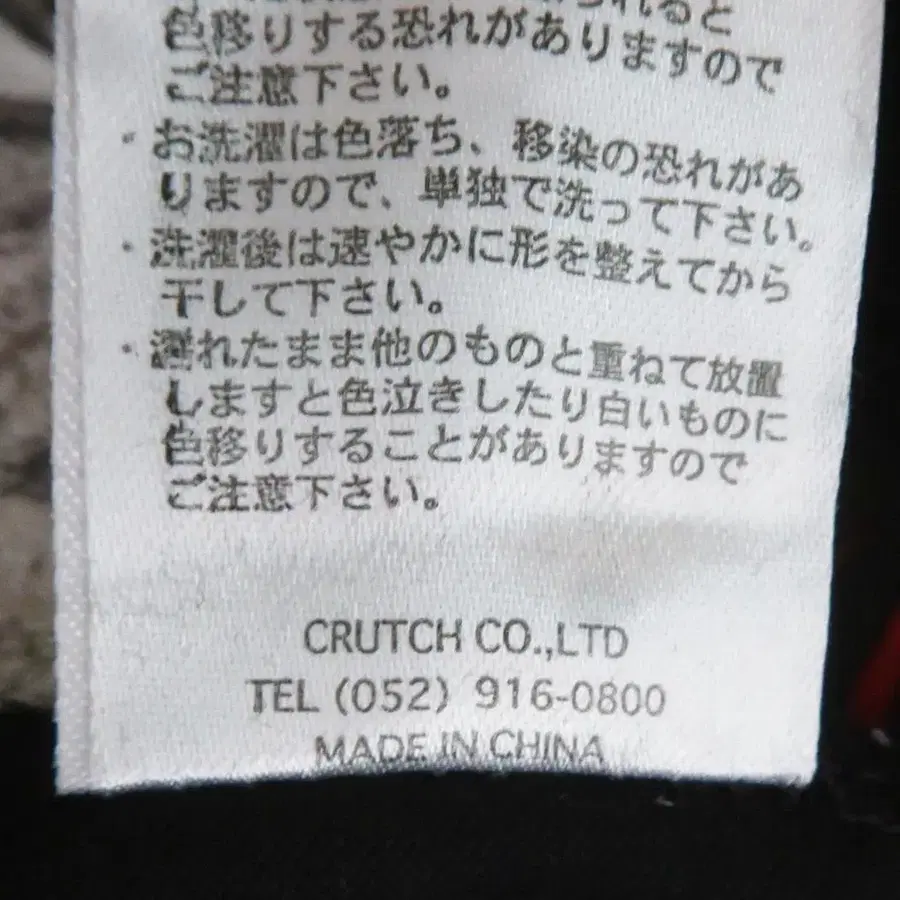 れると
色移りする恐れがありますので
ご注意下さい。
・お洗濯は色落ち、移染の恐れがあ
りますので、単独で洗って下さい。
・洗濯後は速やかに形を整えてから
干して下さい。
・濡れたまま他のものと重ねて放置
しますと色泣きしたり白いものに
色移りすることがありますので
ご注意下さい。
CRUTCH CO.,LTD
TEL (052) 916-0800
MADE IN CHINA